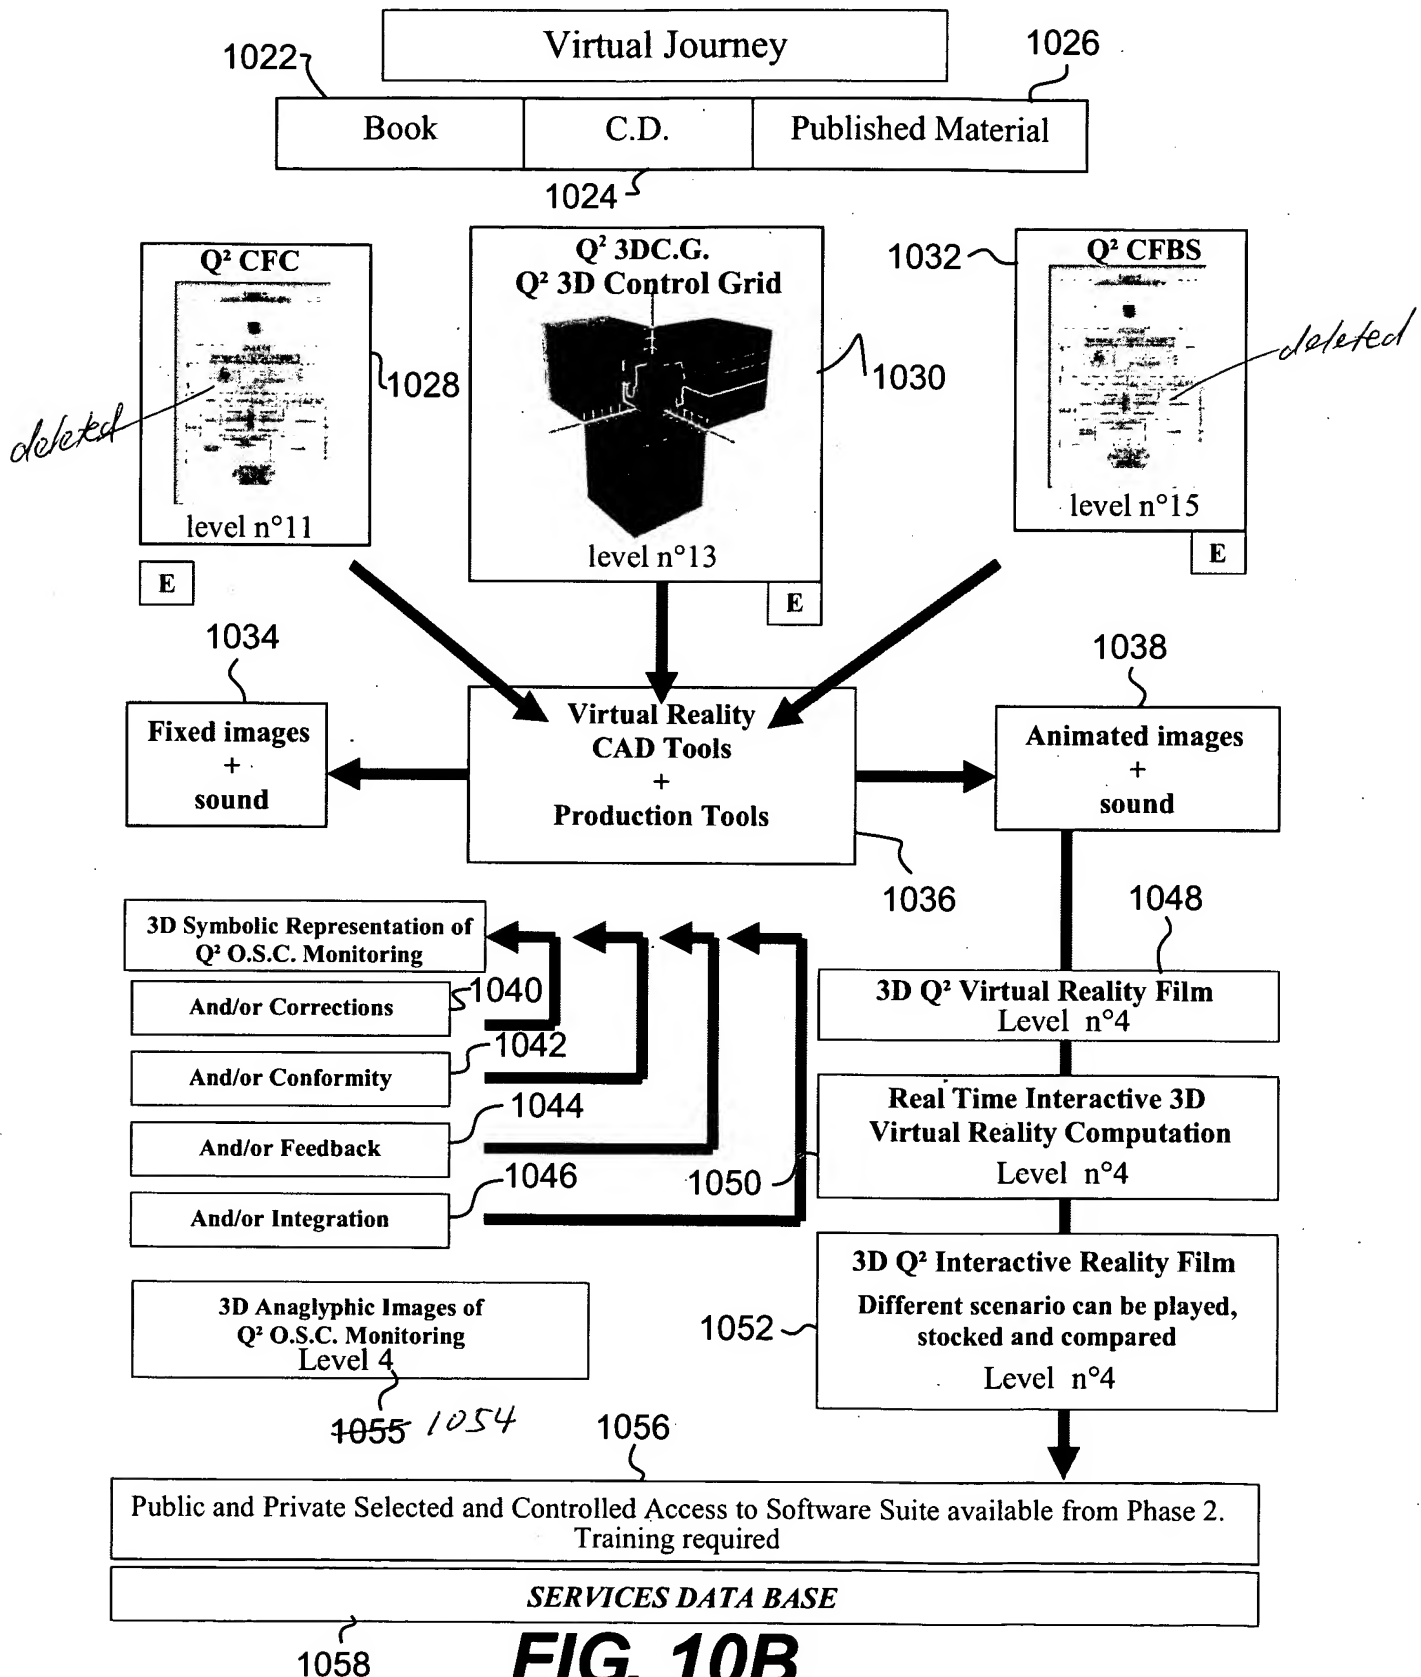 Virtual Journey
1022
1026
Book
C.D.
Published Material
1024
Q² CFC
level n°11
1028
deleted
E
Q² 3DC.G.
Q² 3D Control Grid
level n°13
1030
E
1032
Q² CFBS
level n°15
deleted
E
1034
Fixed images
+
sound
Virtual Reality
CAD Tools
+
Production Tools
1036
1038
Animated images
+
sound
3D Symbolic Representation of
Q² O.S.C. Monitoring
And/or Corrections
1040
And/or Conformity
1042
And/or Feedback
1044
And/or Integration
1046
1048
3D Q² Virtual Reality Film
Level n°4
Real Time Interactive 3D
Virtual Reality Computation
Level n°4
1050
3D Q² Interactive Reality Film
Different scenario can be played,
stocked and compared
Level n°4
1052
3D Anaglyphic Images of
Q² O.S.C. Monitoring
Level 4
1055 1054
1056
Public and Private Selected and Controlled Access to Software Suite available from Phase 2.
Training required
SERVICES DATA BASE
1058
FIG. 10B